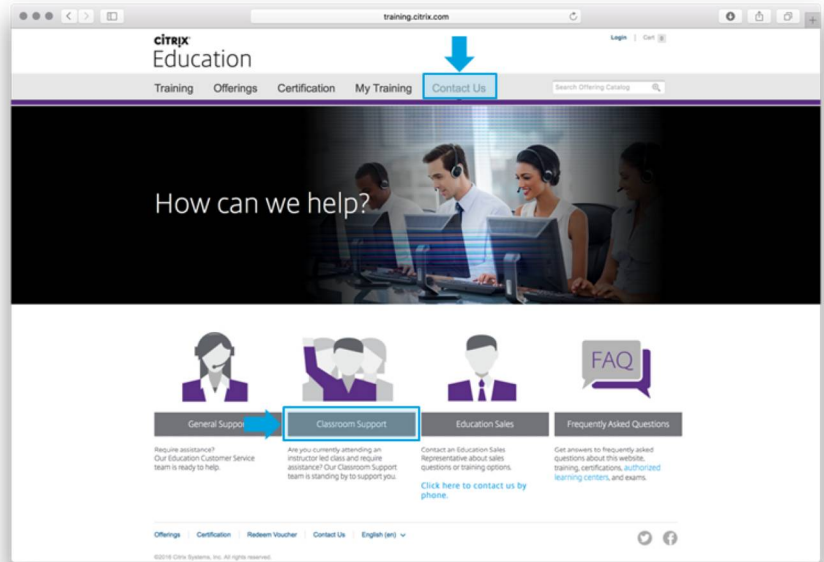 training.citrix.com
CITRIX
Education
Login | Cart 0
Training Offerings Certification My Training Contact Us
Search Offering Catalog
How can we help?
FAQ
General Support Classroom Support Education Sales Frequently Asked Questions
Require assistance?
Our Education Customer Service
team is ready to help.
Are you currently attending an
instructor led class and require
assistance? Our Classroom Support
team is standing by to support you.
Contact an Education Sales
Representative about sales
questions or training options.
Click here to contact us by
phone.
Get answers to frequently asked
questions about this website,
training, certifications, authorized
learning centers, and exams.
Offerings Certification Redeem Voucher Contact Us English (en)
©2016 Citrix Systems, Inc. All rights reserved.